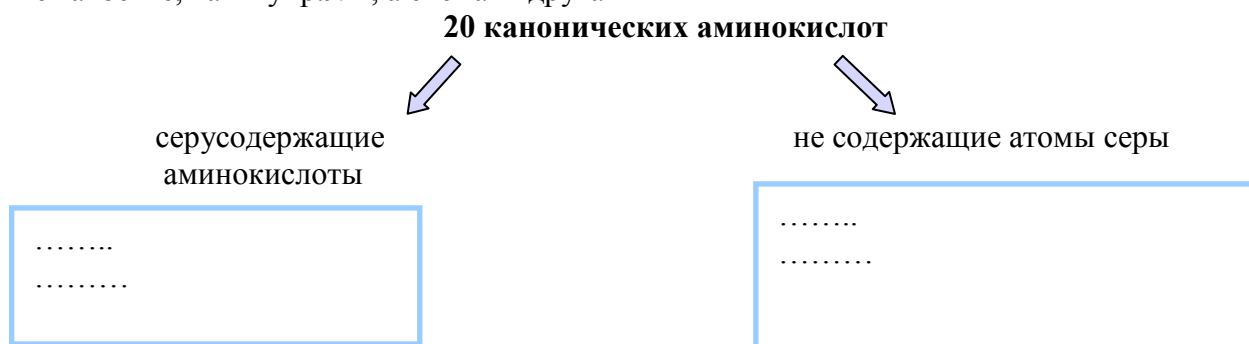 20 канонических аминокислот
серусодержащие
аминокислоты
не содержащие атомы серы
……..
………
……..
………